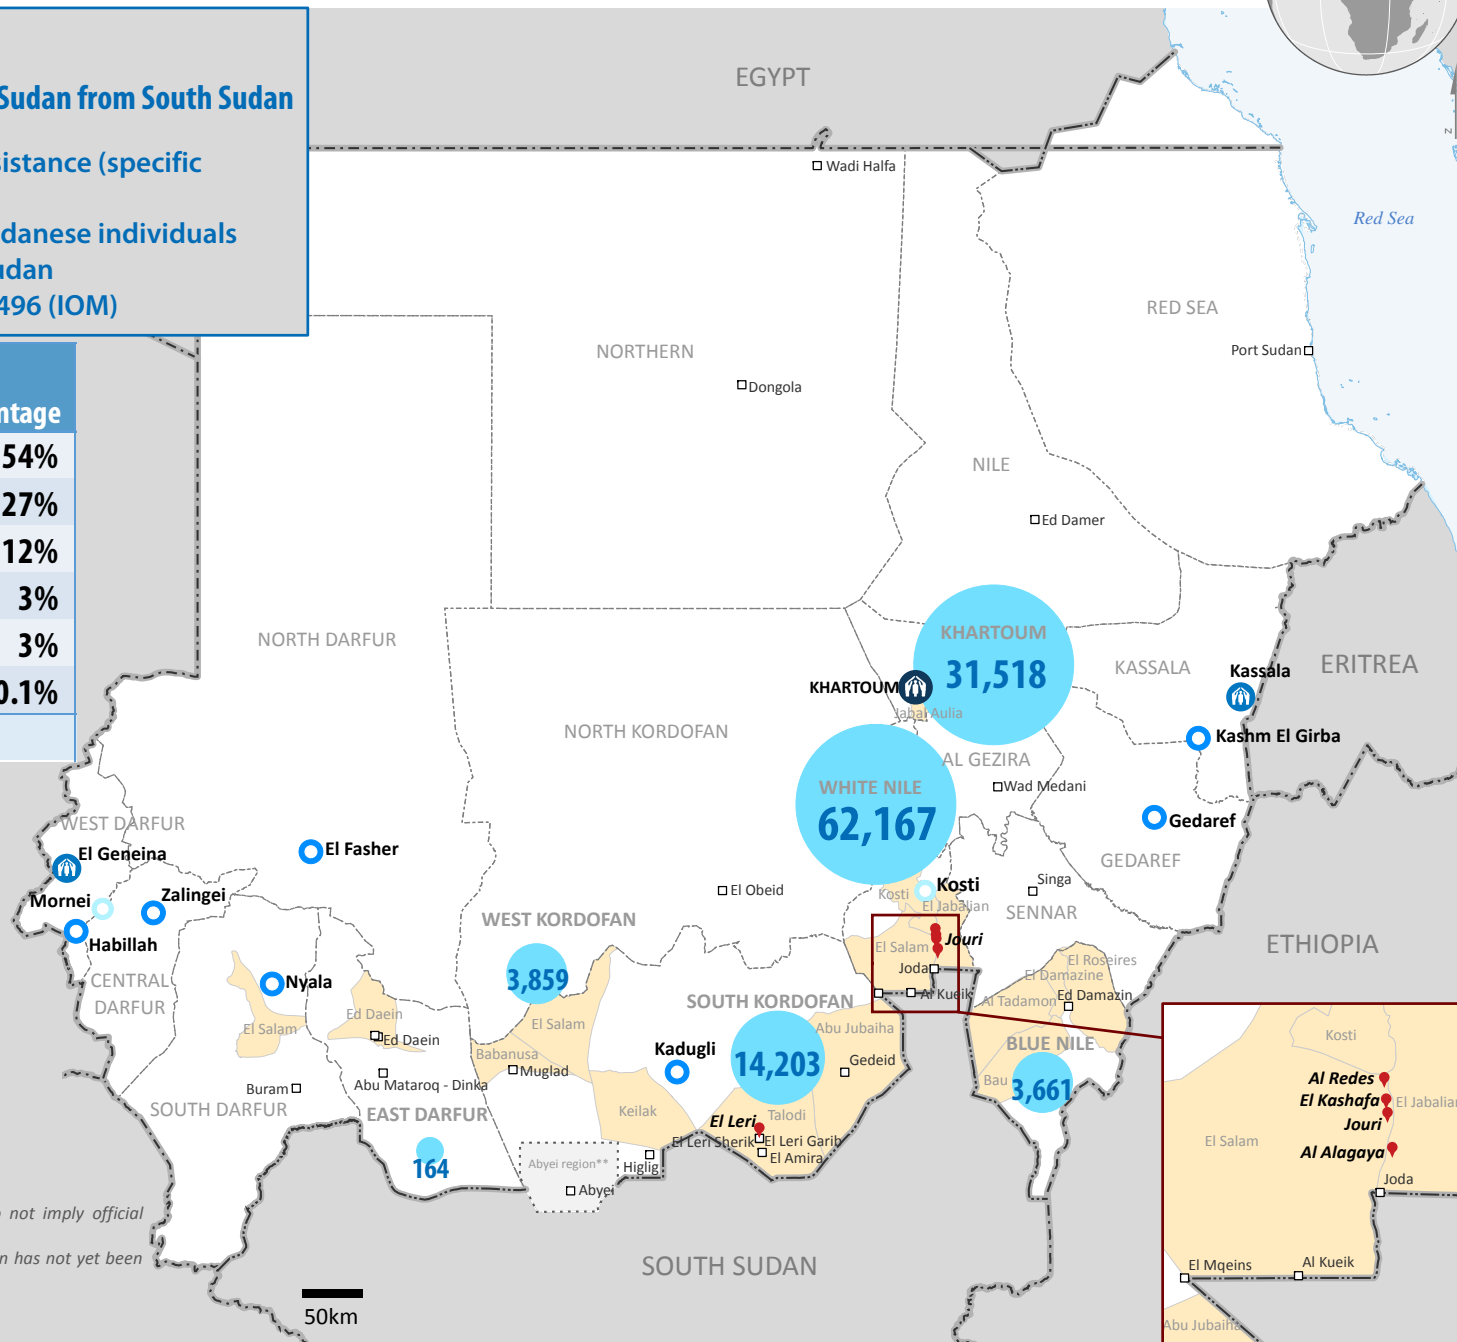 Sudan from South Sudan
sistance (specific
danese individuals
udan
496 (IOM)
ntage
54%
27%
12%
3%
3%
0.1%
EGYPT
Wadi Halfa
Red Sea
RED SEA
Port Sudan
NORTHERN
Dongola
NILE
Ed Damer
N
NORTH DARFUR
KHARTOUM
31,518
KHARTOUM
Jabal Aulia
KASSALA
Kassala
ERITREA
Kashm El Girba
NORTH KORDOFAN
AL GEZIRA
Wad Medani
WHITE NILE
62,167
Gedaref
GEDAREF
WEST DARFUR
El Geneina
El Fasher
Mornei
Zalingei
Habillah
El Obeid
Kosti
Kosti
El Jabalian
Singa
SENNAR
WEST KORDOFAN
3,859
El Salam
Jouri
Joda
Al Kueik
El Roseires
El Damazine
Al Tadamon
Ed Damazin
ETHIOPIA
CENTRAL
DARFUR
Nyala
El Salam
Ed Daein
Ed Daein
El Salam
Babanusa
Muglad
SOUTH KORDOFAN
Abu Jubaiha
14,203
Gedeid
Kadugli
BLUE NILE
Bau
3,661
Buram
Abu Mataroq - Dinka
SOUTH DARFUR
EAST DARFUR
164
Keilak
El Leri
Talodi
El Leri Sherik
El Leri Garib
El Amira
Abyei region**
Higlig
Abyei
Kosti
Al Redes
El Kashafa
El Jabalian
Jouri
El Salam
Al Alagaya
Joda
El Mqeins
Al Kueik
Abu Jubaiha
not imply official
n has not yet been
SOUTH SUDAN
50km